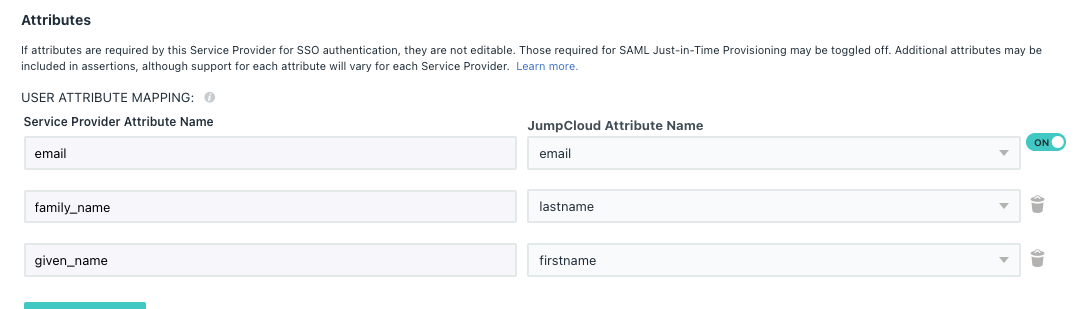 Attributes
If attributes are required by this Service Provider for SSO authentication, they are not editable. Those required for SAML Just-in-Time Provisioning may be toggled off. Additional attributes may be
included in assertions, although support for each attribute will vary for each Service Provider. Learn more.
USER ATTRIBUTE MAPPING: i
Service Provider Attribute Name JumpCloud Attribute Name
email email ON
family_name lastname
given_name firstname